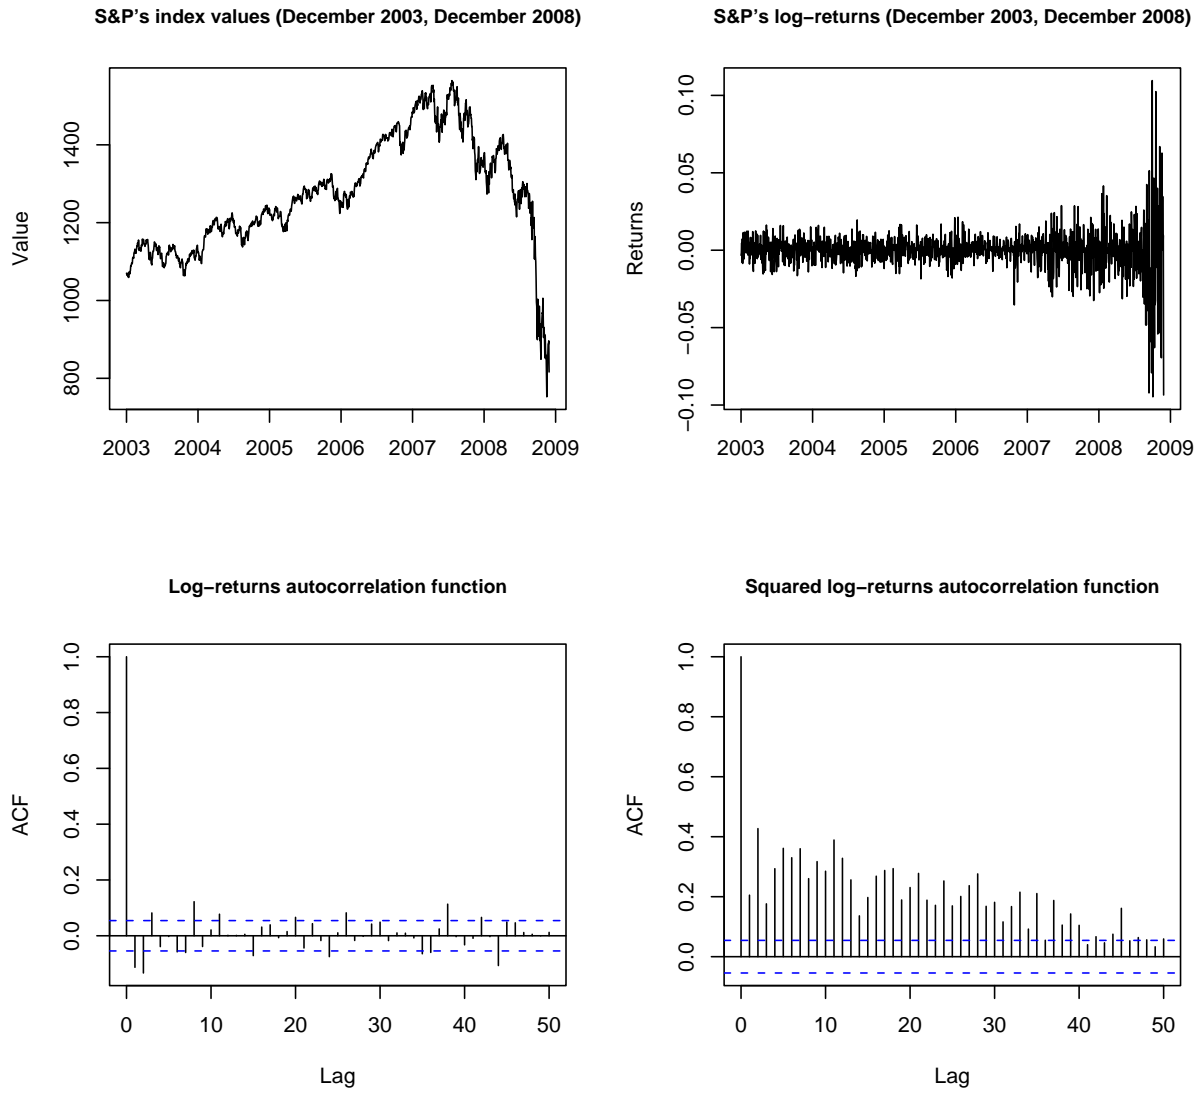 S&P's index values (December 2003, December 2008)
Value
800 1000 1200 1400
2003 2004 2005 2006 2007 2008 2009
S&P's log−returns (December 2003, December 2008)
Returns
−0.10 −0.05 0.00 0.05 0.10
2003 2004 2005 2006 2007 2008 2009
Log−returns autocorrelation function
ACF
0.0 0.2 0.4 0.6 0.8 1.0
0 10 20 30 40 50
Lag
Squared log−returns autocorrelation function
ACF
0.0 0.2 0.4 0.6 0.8 1.0
0 10 20 30 40 50
Lag